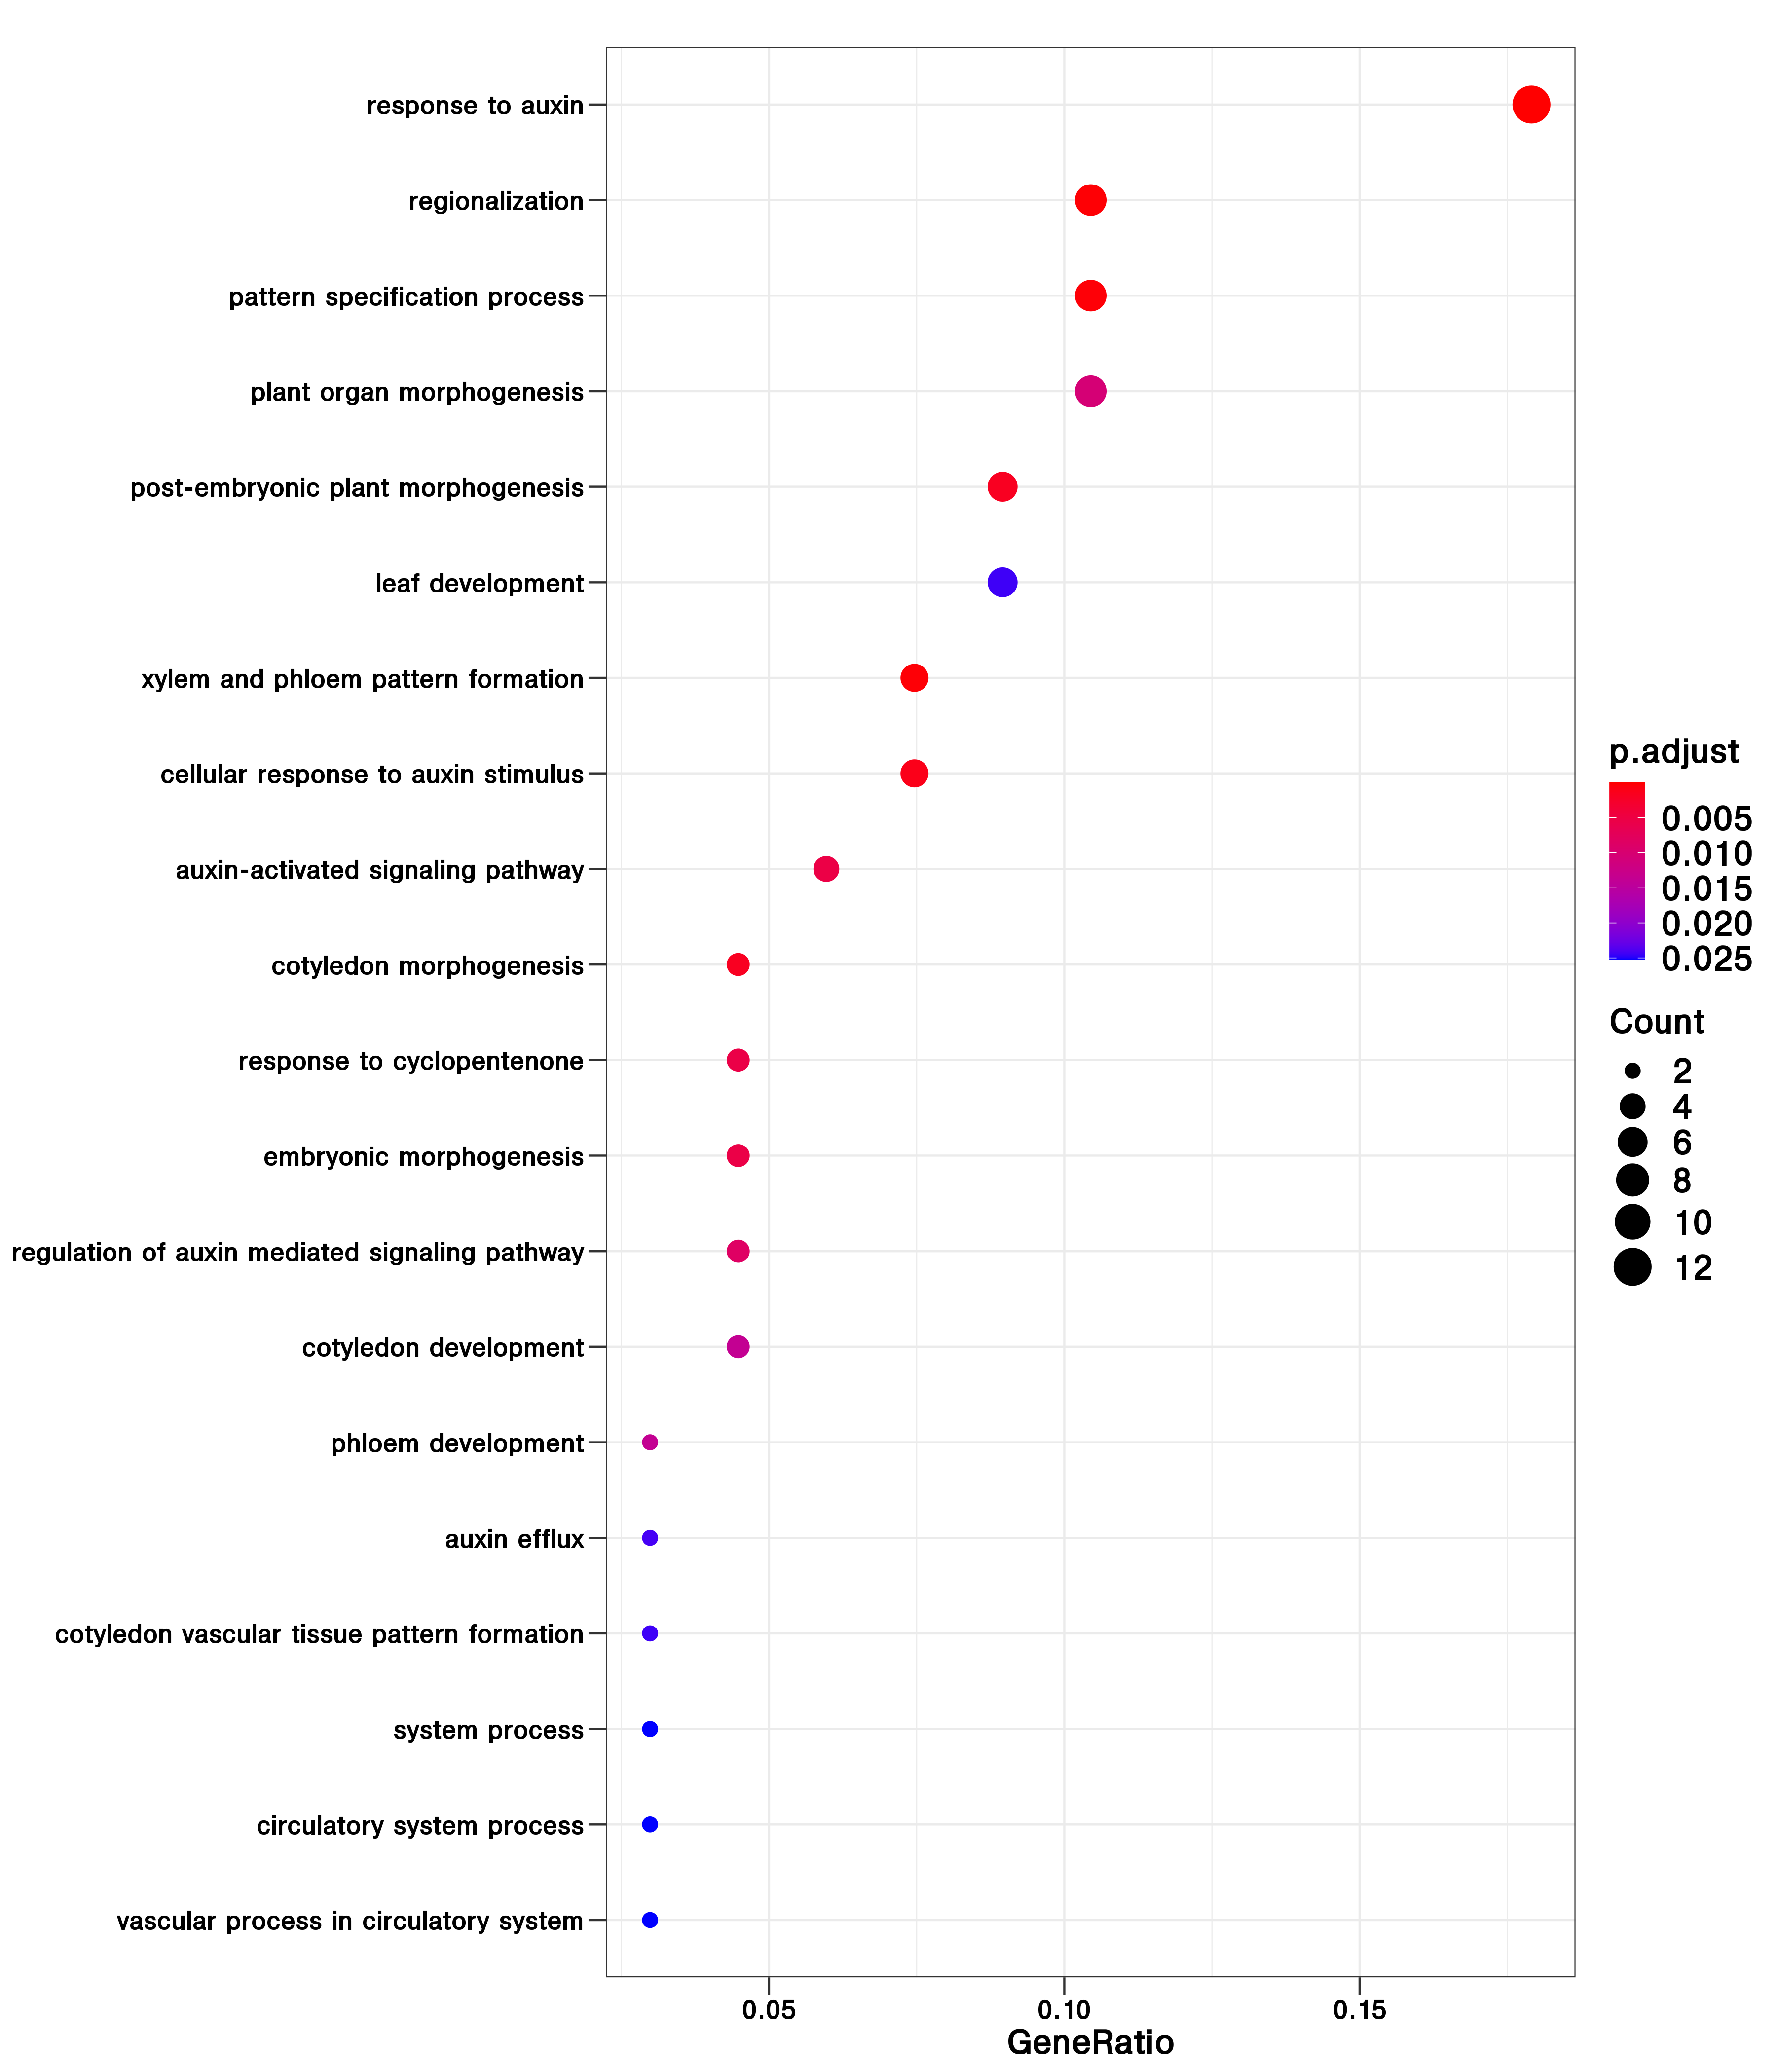 response to auxin
regionalization
pattern specification process
plant organ morphogenesis
post-embryonic plant morphogenesis
leaf development
xylem and phloem pattern formation
cellular response to auxin stimulus
auxin-activated signaling pathway
cotyledon morphogenesis
response to cyclopentenone
embryonic morphogenesis
regulation of auxin mediated signaling pathway
cotyledon development
phloem development
auxin efflux
cotyledon vascular tissue pattern formation
system process
circulatory system process
vascular process in circulatory system
0.05 0.10 0.15
GeneRatio
p.adjust
0.005
0.010
0.015
0.020
0.025
Count
2
4
6
8
10
12